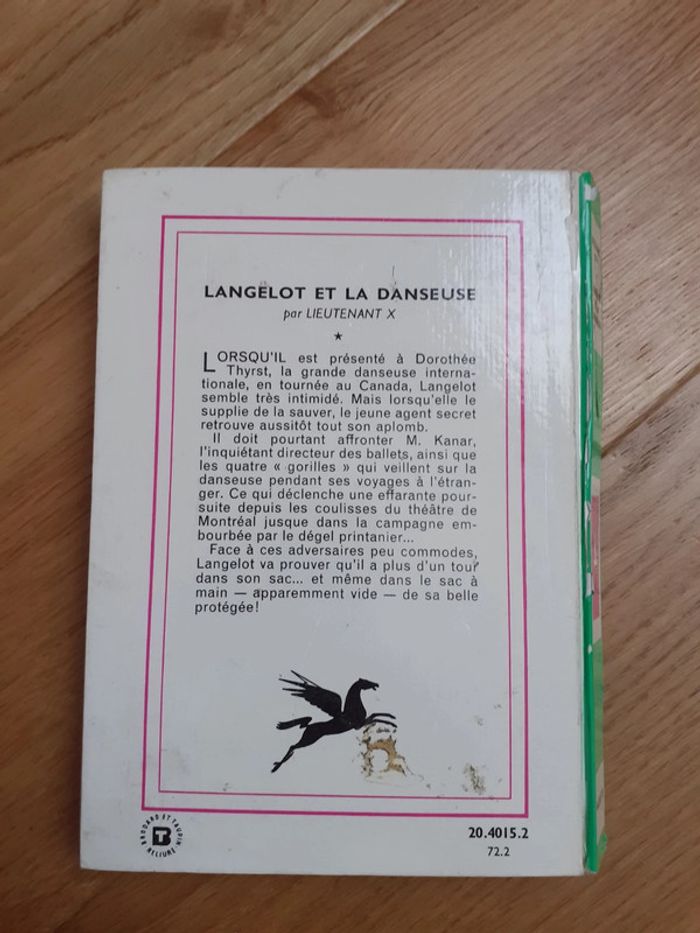 LANGELOT ET LA DANSEUSE
par LIEUTENANT X
LORSQU'IL est présenté à Dorothée
Thyrst, la grande danseuse interna-
tionale, en tournée au Canada, Langelot
semble très intimidé. Mais lorsqu'elle le
supplie de la sauver, le jeune agent secret
retrouve aussitôt tout son aplomb.
Il doit pourtant affronter M. Kanar,
l'inquiétant directeur des ballets, ainsi que
les quatre « gorilles » qui veillent sur la
danseuse pendant ses voyages à l'étran-
ger. Ce qui déclenche une effarante pour-
suite depuis les coulisses du théâtre de
Montréal jusque dans la campagne em-
bourbée par le dégel printanier...
Face à ces adversaires peu commodes,
Langelot va prouver qu'il a plus d'un tour
dans son sac... et même dans le sac à
main — apparemment vide — de sa belle
protégée!
BRODARD ET TAUPIN
RELIURE
20.4015.2
72.2